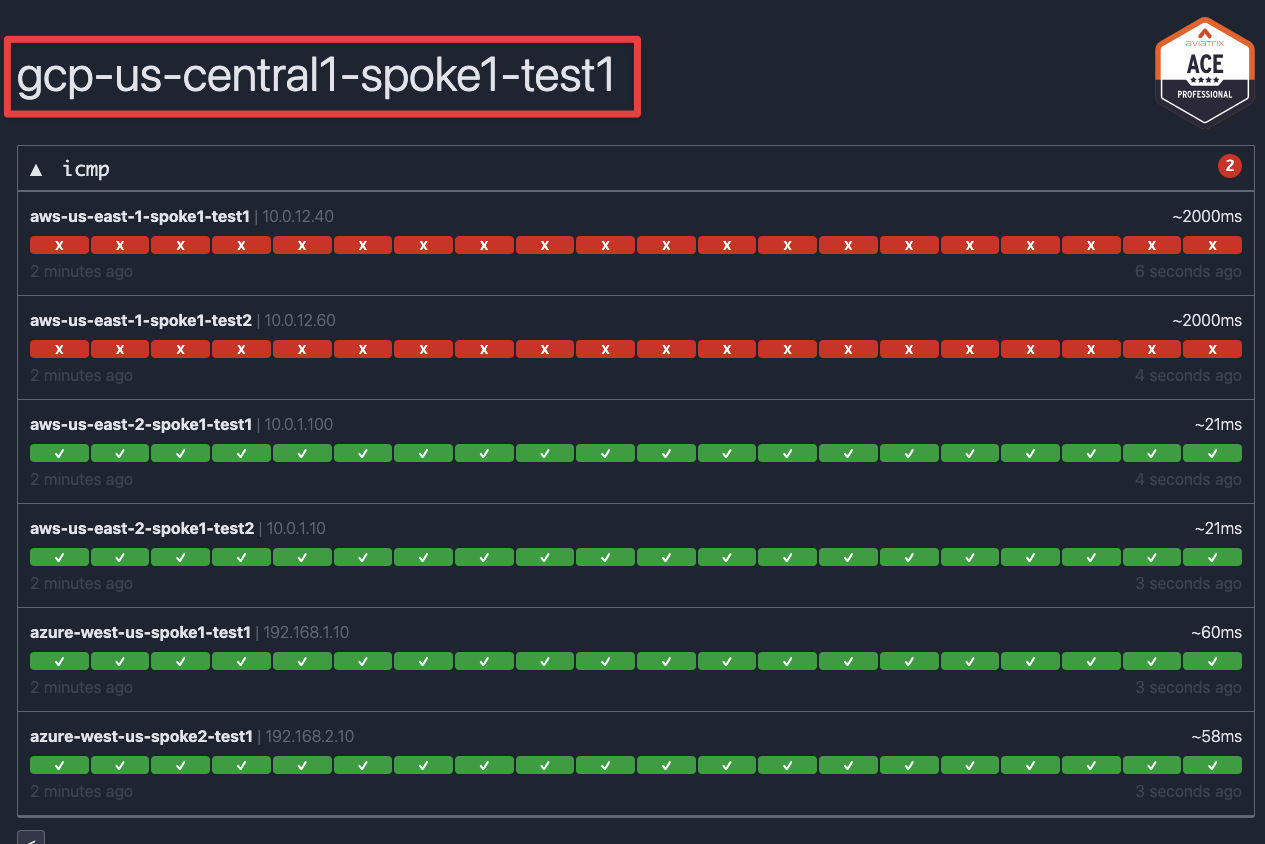 gcp-us-central1-spoke1-test1
aviatrix
ACE
PROFESSIONAL
▲ icmp 2
aws-us-east-1-spoke1-test1 | 10.0.12.40 ~2000ms
X X X X X X X X X X X X X X X X X X X X
2 minutes ago 6 seconds ago
aws-us-east-1-spoke1-test2 | 10.0.12.60 ~2000ms
X X X X X X X X X X X X X X X X X X X X
2 minutes ago 4 seconds ago
aws-us-east-2-spoke1-test1 | 10.0.1.100 ~21ms
✓ ✓ ✓ ✓ ✓ ✓ ✓ ✓ ✓ ✓ ✓ ✓ ✓ ✓ ✓ ✓ ✓ ✓ ✓ ✓
2 minutes ago 4 seconds ago
aws-us-east-2-spoke1-test2 | 10.0.1.10 ~21ms
✓ ✓ ✓ ✓ ✓ ✓ ✓ ✓ ✓ ✓ ✓ ✓ ✓ ✓ ✓ ✓ ✓ ✓ ✓ ✓
2 minutes ago 3 seconds ago
azure-west-us-spoke1-test1 | 192.168.1.10 ~60ms
✓ ✓ ✓ ✓ ✓ ✓ ✓ ✓ ✓ ✓ ✓ ✓ ✓ ✓ ✓ ✓ ✓ ✓ ✓ ✓
2 minutes ago 3 seconds ago
azure-west-us-spoke2-test1 | 192.168.2.10 ~58ms
✓ ✓ ✓ ✓ ✓ ✓ ✓ ✓ ✓ ✓ ✓ ✓ ✓ ✓ ✓ ✓ ✓ ✓ ✓ ✓
2 minutes ago 3 seconds ago